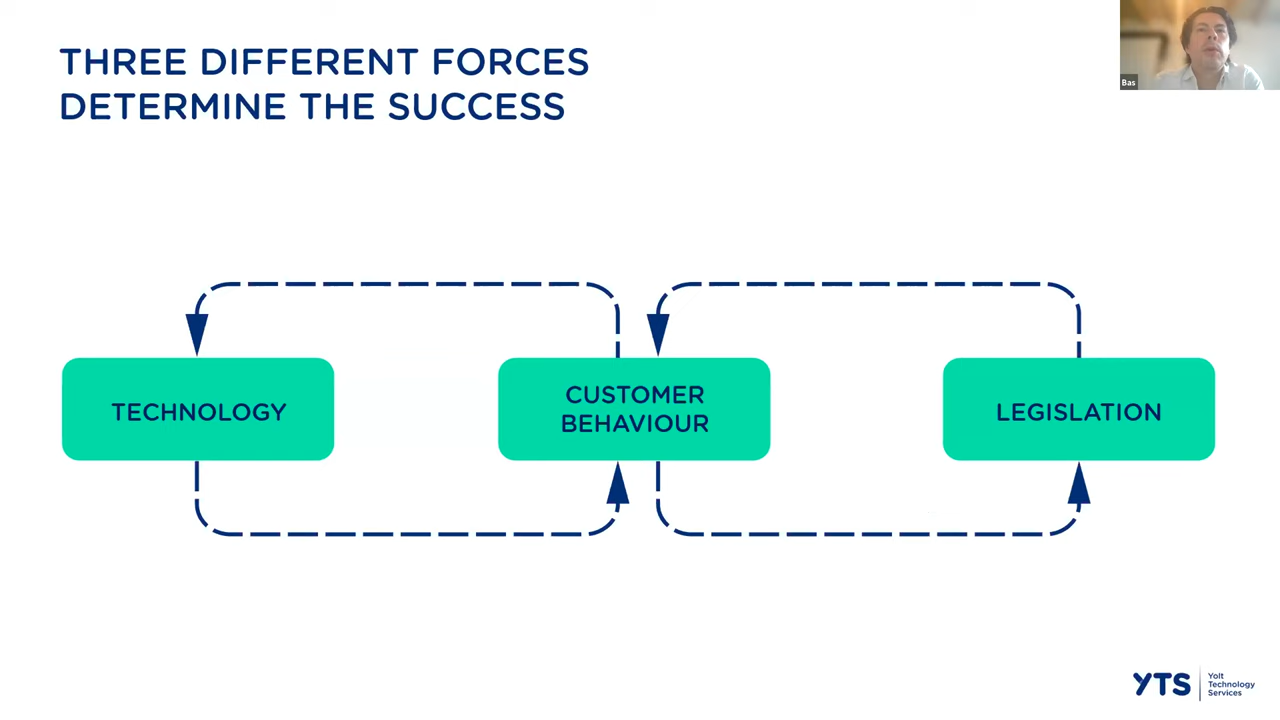 THREE DIFFERENT FORCES
DETERMINE THE SUCCESS
Bas
TECHNOLOGY
CUSTOMER
BEHAVIOUR
LEGISLATION
YTS
Yolt
Technology
Services